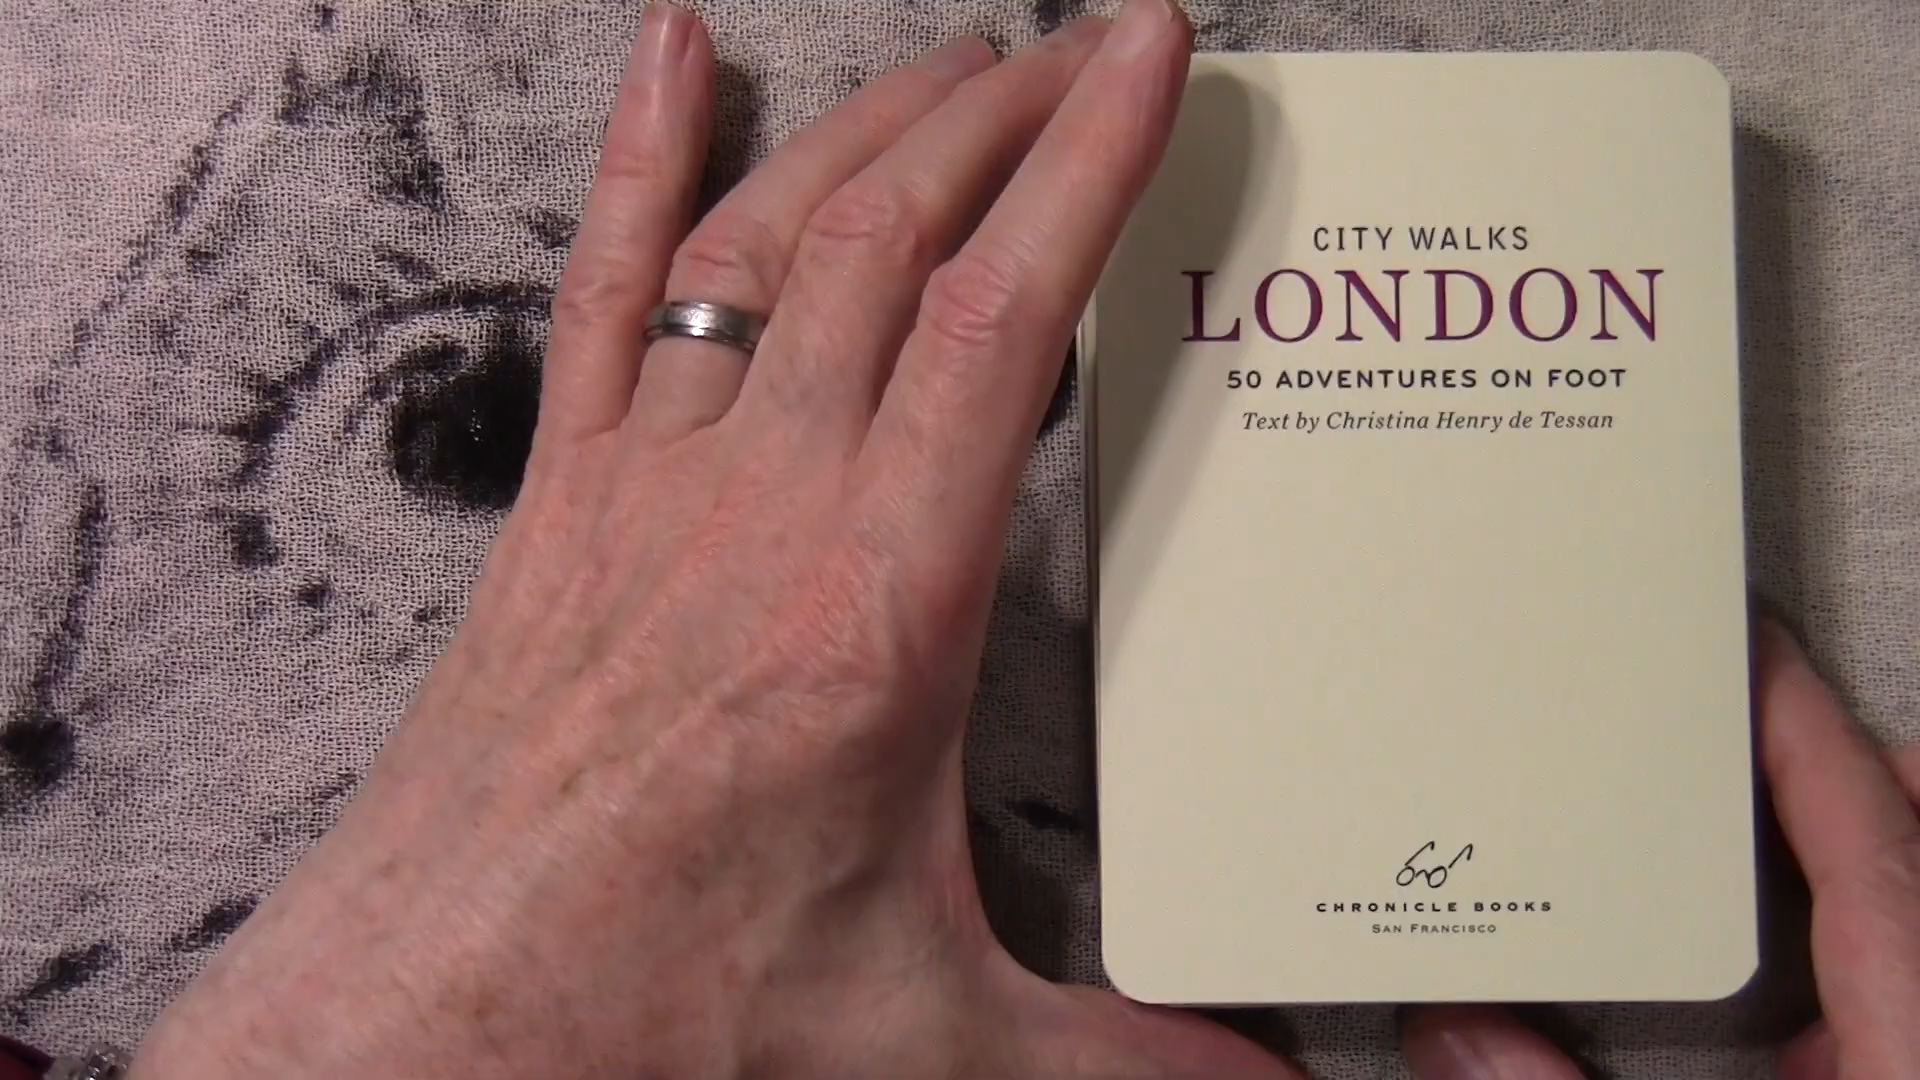 CITY WALKS
LONDON
50 ADVENTURES ON FOOT
Text by Christina Henry de Tessan
CHRONICLE BOOKS
SAN FRANCISCO